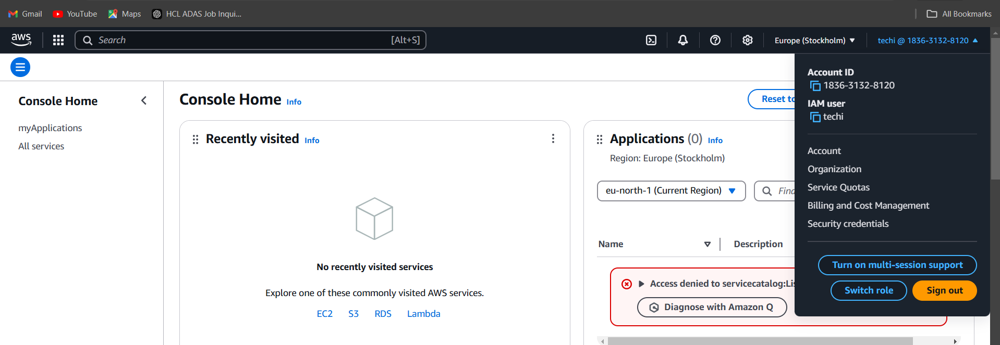 Gmail YouTube Maps HCL ADAS Job Inqui... All Bookmarks
aws Search [Alt+S] Europe (Stockholm) techi @ 1836-3132-8120
Account ID
1836-3132-8120
IAM user
techi
Account
Organization
Service Quotas
Billing and Cost Management
Security credentials
Turn on multi-session support
Switch role Sign out
Console Home
myApplications
All services
Console Home Info
Reset to
Recently visited Info
No recently visited services
Explore one of these commonly visited AWS services.
EC2 S3 RDS Lambda
Applications (0) Info
Region: Europe (Stockholm)
eu-north-1 (Current Region) Find
Name Description
Access denied to servicecatalog:Lis
Diagnose with Amazon Q